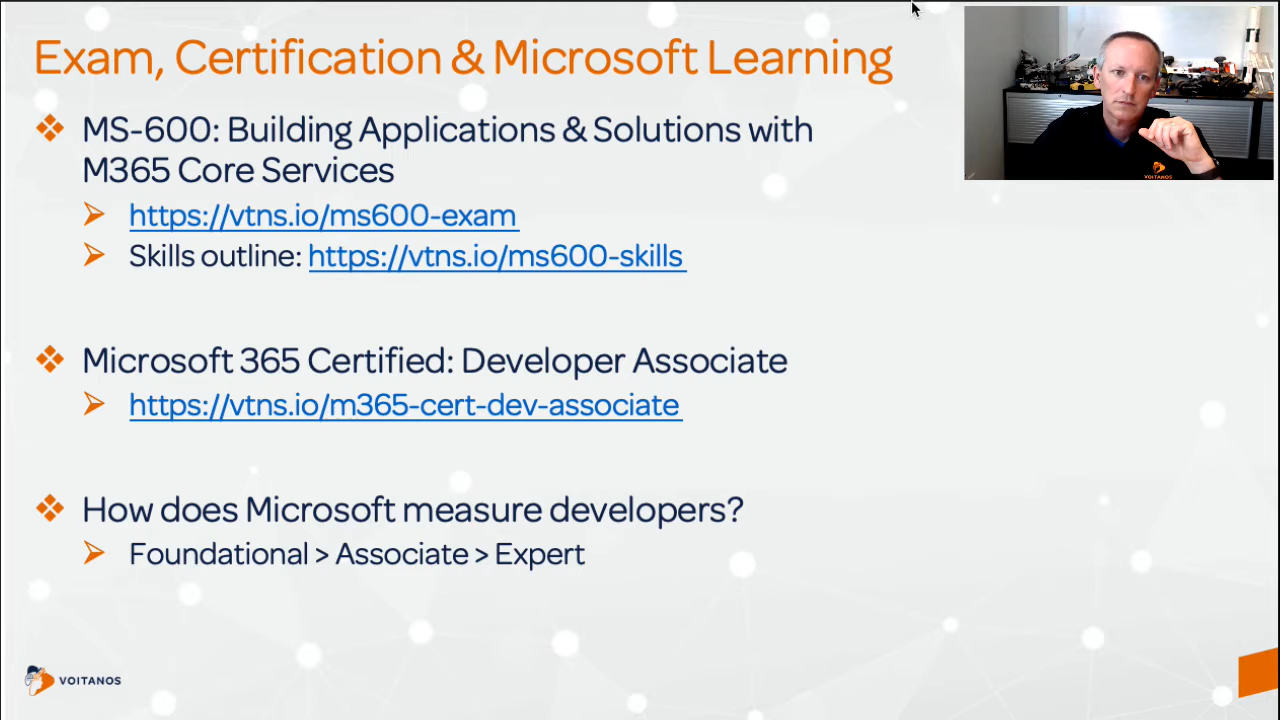 Exam, Certification & Microsoft Learning
MS-600: Building Applications & Solutions with
M365 Core Services
https://vtns.io/ms600-exam
Skills outline: https://vtns.io/ms600-skills
Microsoft 365 Certified: Developer Associate
https://vtns.io/m365-cert-dev-associate
How does Microsoft measure developers?
Foundational > Associate > Expert
VOITANOS
VOITANOS